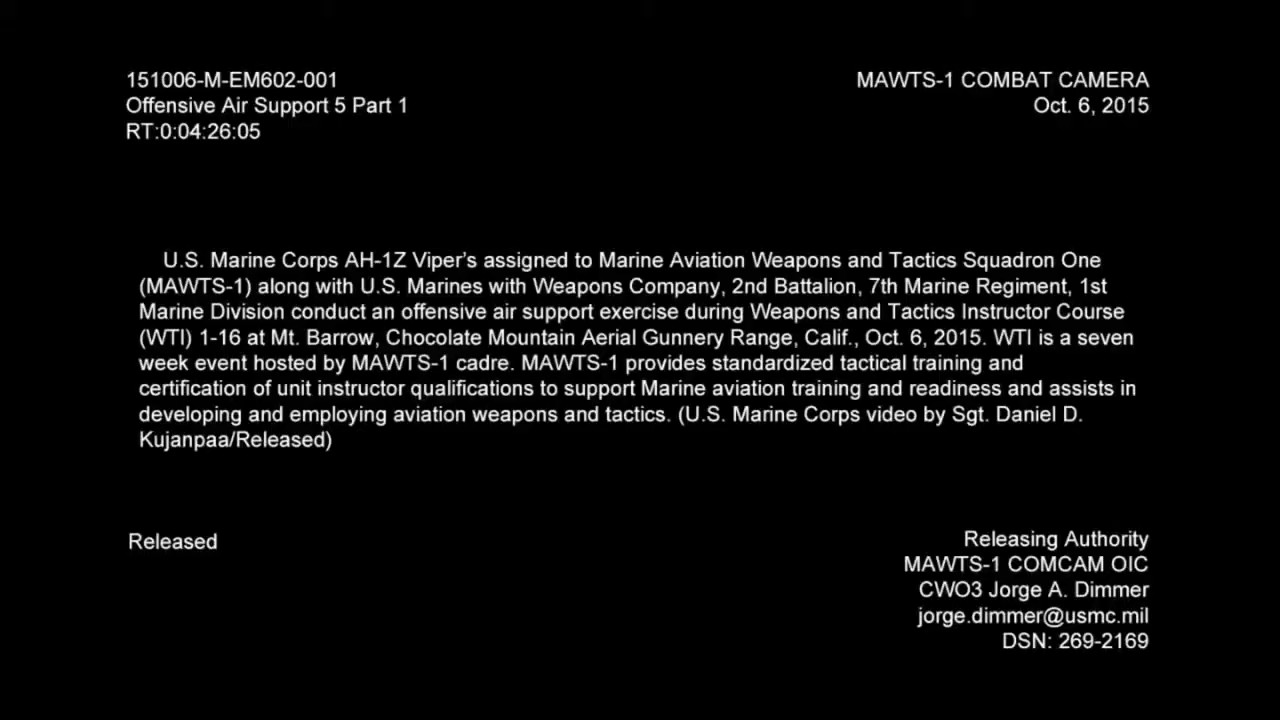 151006-M-EM602-001
Offensive Air Support 5 Part 1
RT:0:04:26:05
MAWTS-1 COMBAT CAMERA
Oct. 6, 2015
U.S. Marine Corps AH-1Z Viper's assigned to Marine Aviation Weapons and Tactics Squadron One
(MAWTS-1) along with U.S. Marines with Weapons Company, 2nd Battalion, 7th Marine Regiment, 1st
Marine Division conduct an offensive air support exercise during Weapons and Tactics Instructor Course
(WTI) 1-16 at Mt. Barrow, Chocolate Mountain Aerial Gunnery Range, Calif., Oct. 6, 2015. WTI is a seven
week event hosted by MAWTS-1 cadre. MAWTS-1 provides standardized tactical training and
certification of unit instructor qualifications to support Marine aviation training and readiness and assists in
developing and employing aviation weapons and tactics. (U.S. Marine Corps video by Sgt. Daniel D.
Kujanpaa/Released)
Released
Releasing Authority
MAWTS-1 COMCAM OIC
CWO3 Jorge A. Dimmer
jorge.dimmer@usmc.mil
DSN: 269-2169